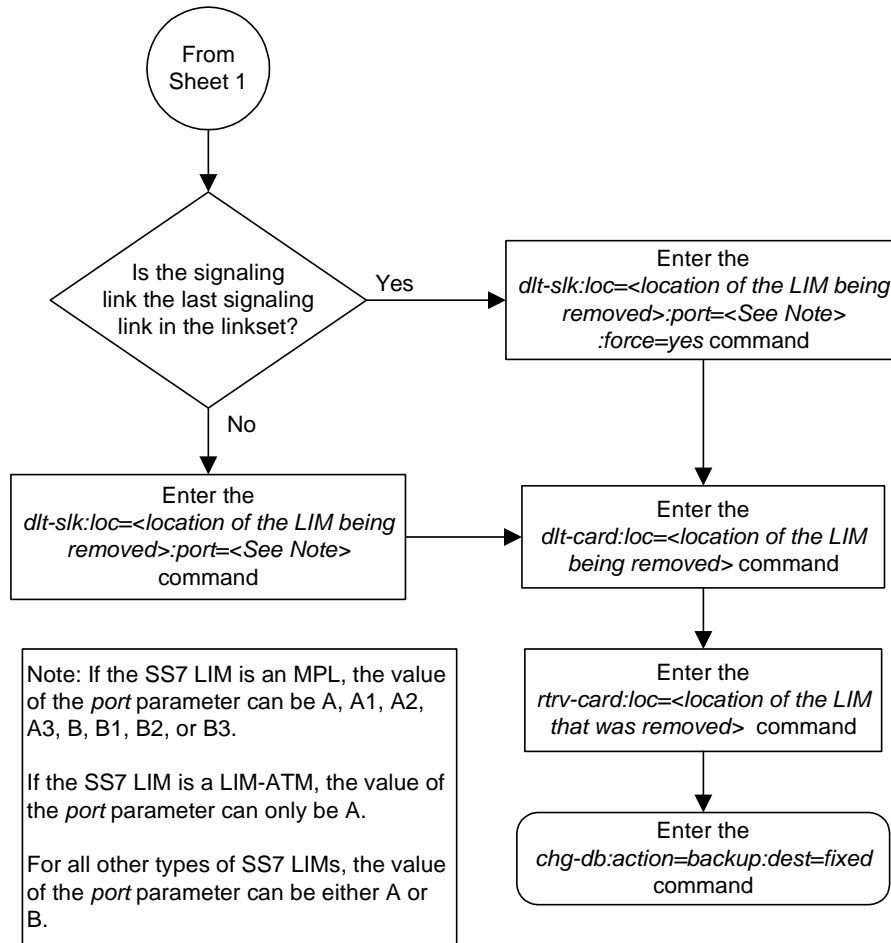 From
Sheet 1
Is the signaling
link the last signaling
link in the linkset?
Yes
Enter the
dlt-slk:loc=<location of the LIM being
removed>:port=<See Note>
:force=yes command
No
Enter the
dlt-slk:loc=<location of the LIM being
removed>:port=<See Note>
command
Enter the
dlt-card:loc=<location of the LIM
being removed> command
Enter the
rtrv-card:loc=<location of the LIM
that was removed> command
Enter the
chg-db:action=backup:dest=fixed
command
Note: If the SS7 LIM is an MPL, the value
of the port parameter can be A, A1, A2,
A3, B, B1, B2, or B3.
If the SS7 LIM is a LIM-ATM, the value of
the port parameter can only be A.
For all other types of SS7 LIMs, the value
of the port parameter can be either A or
B.